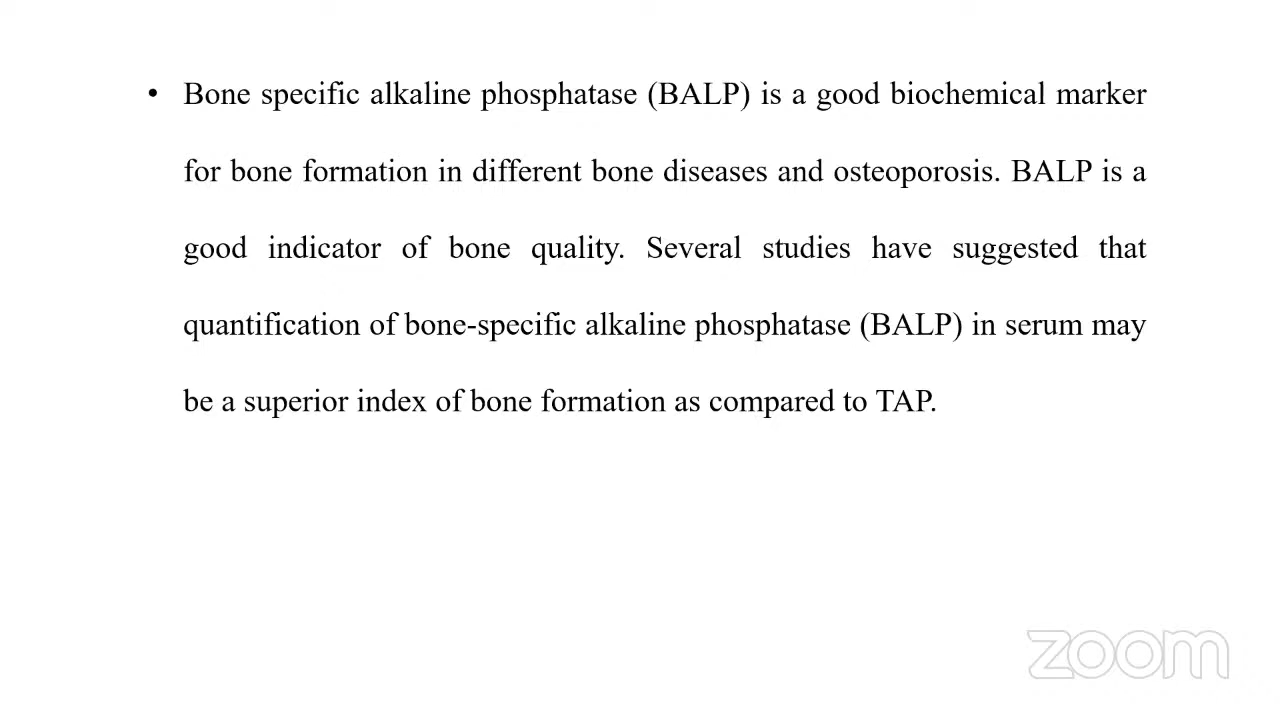 • Bone specific alkaline phosphatase (BALP) is a good biochemical marker
for bone formation in different bone diseases and osteoporosis. BALP is a
good indicator of bone quality. Several studies have suggested that
quantification of bone-specific alkaline phosphatase (BALP) in serum may
be a superior index of bone formation as compared to TAP.
zoom